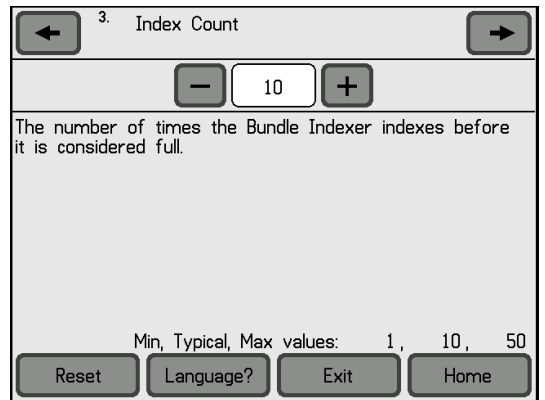 3. Index Count
− 10 +
The number of times the Bundle Indexer indexes before
it is considered full.
Min, Typical, Max values: 1, 10, 50
Reset Language? Exit Home